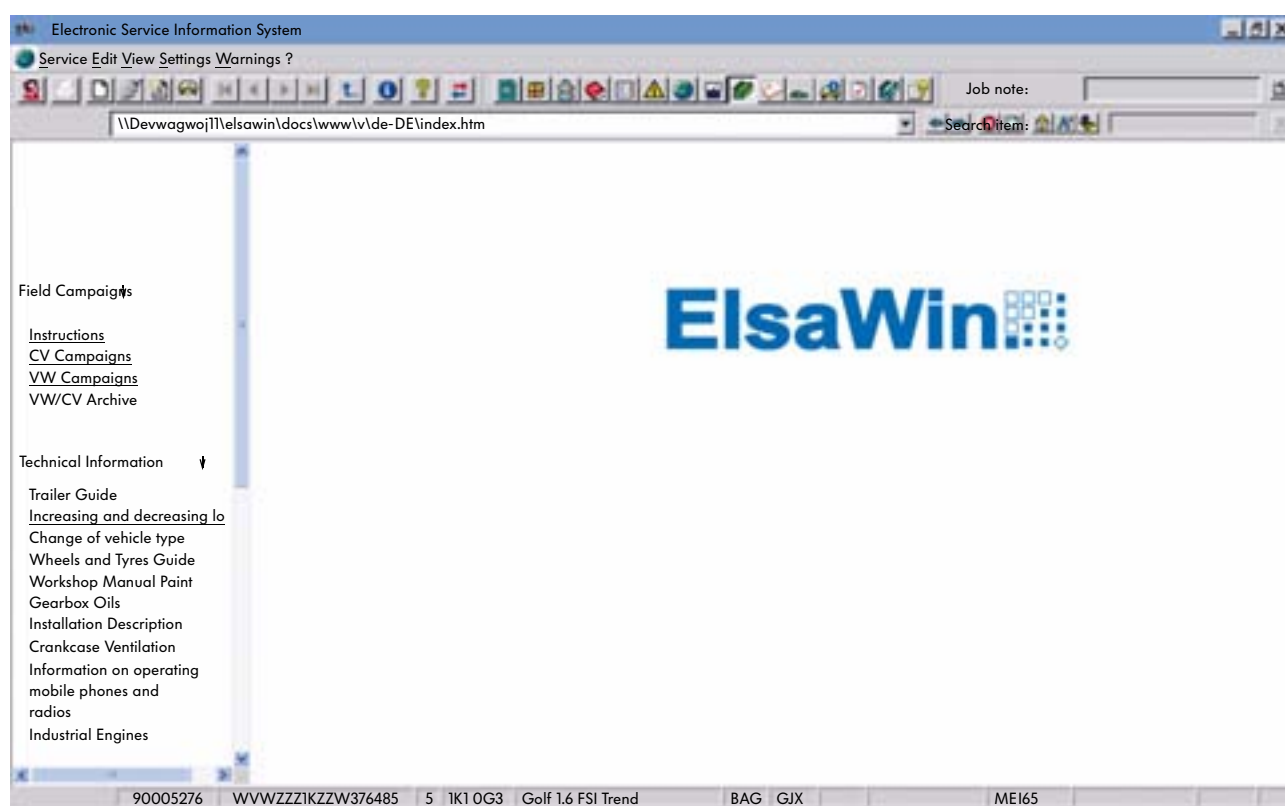 Electronic Service Information System
Service Edit View Settings Warnings ?
Job note:
\\Devwagwoj11\elsawin\docs\www\v\de-DE\index.htm
Search item:
Field Campaigns
Instructions
CV Campaigns
VW Campaigns
VW/CV Archive
ElsaWin
Technical Information
Trailer Guide
Increasing and decreasing lo
Change of vehicle type
Wheels and Tyres Guide
Workshop Manual Paint
Gearbox Oils
Installation Description
Crankcase Ventilation
Information on operating
mobile phones and
radios
Industrial Engines
90005276 WVWZZZ1KZZW376485 5 1K1 0G3 Golf 1.6 FSI Trend BAG GJX MEI65